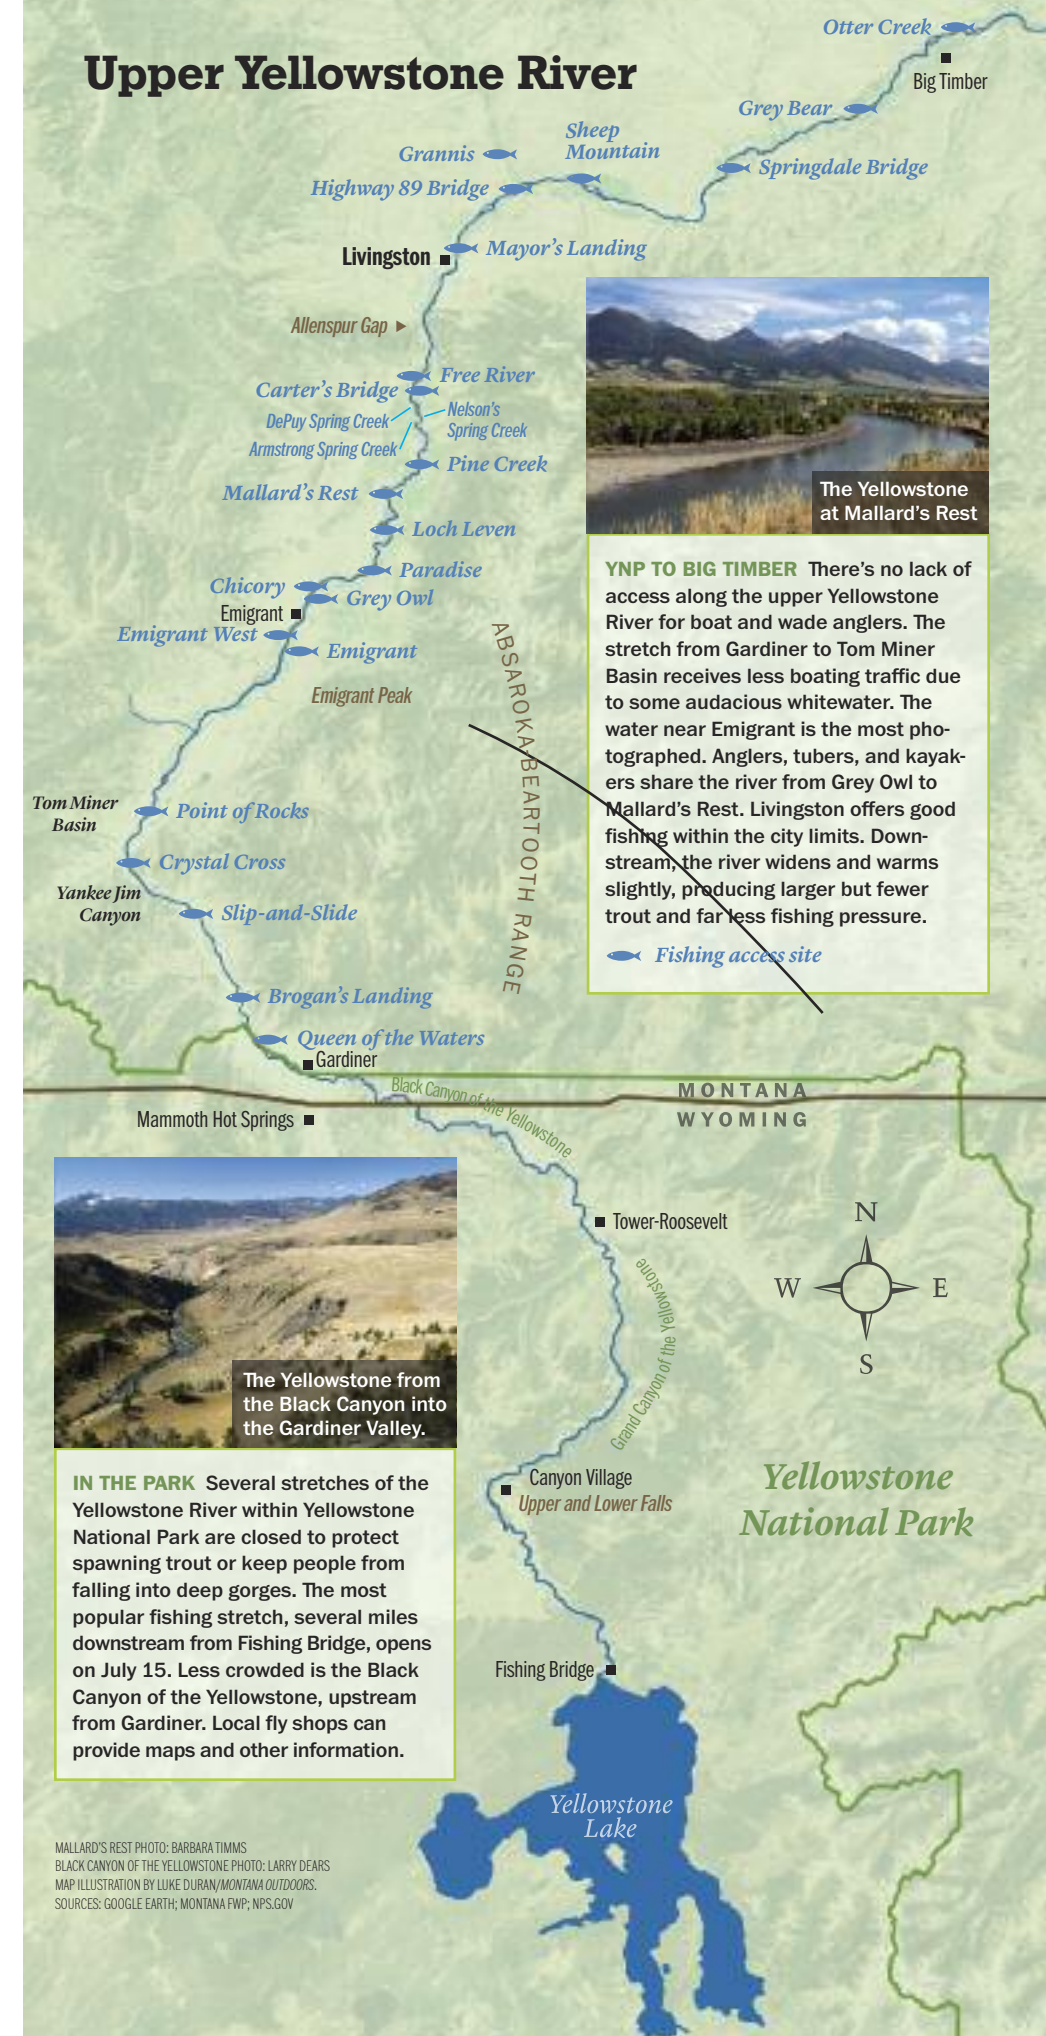 Upper Yellowstone River
Otter Creek
Big Timber
Grey Bear
Sheep
Mountain
Grannis
Springdale Bridge
Highway 89 Bridge
Mayor's Landing
Livingston
Allenspur Gap
Free River
Carter's Bridge
Nelson's
Spring Creek
DePuy Spring Creek
Armstrong Spring Creek
Pine Creek
Mallard's Rest
Loch Leven
Paradise
Chicory
Grey Owl
Emigrant
Emigrant West
Emigrant
Emigrant Peak
ABSAROKA-BEARTOOTH RANGE
The Yellowstone
at Mallard's Rest
YNP TO BIG TIMBER There's no lack of
access along the upper Yellowstone
River for boat and wade anglers. The
stretch from Gardiner to Tom Miner
Basin receives less boating traffic due
to some audacious whitewater. The
water near Emigrant is the most pho-
tographed. Anglers, tubers, and kayak-
ers share the river from Grey Owl to
Mallard's Rest. Livingston offers good
fishing within the city limits. Down-
stream, the river widens and warms
slightly, producing larger but fewer
trout and far less fishing pressure.
Fishing access site
Tom Miner
Basin
Point of Rocks
Crystal Cross
Yankee Jim
Canyon
Slip-and-Slide
Brogan's Landing
Queen of the Waters
Gardiner
Black Canyon of the Yellowstone
MONTANA
WYOMING
Mammoth Hot Springs
Tower-Roosevelt
N
W
E
S
Grand Canyon of the Yellowstone
The Yellowstone from
the Black Canyon into
the Gardiner Valley.
IN THE PARK Several stretches of the
Yellowstone River within Yellowstone
National Park are closed to protect
spawning trout or keep people from
falling into deep gorges. The most
popular fishing stretch, several miles
downstream from Fishing Bridge, opens
on July 15. Less crowded is the Black
Canyon of the Yellowstone, upstream
from Gardiner. Local fly shops can
provide maps and other information.
Canyon Village
Upper and Lower Falls
Yellowstone
National Park
Fishing Bridge
Yellowstone
Lake
MALLARD'S REST PHOTO: BARBARA TIMMS
BLACK CANYON OF THE YELLOWSTONE PHOTO: LARRY DEARS
MAP ILLUSTRATION BY LUKE DURAN/MONTANA OUTDOORS.
SOURCES: GOOGLE EARTH; MONTANA FWP; NPS.GOV